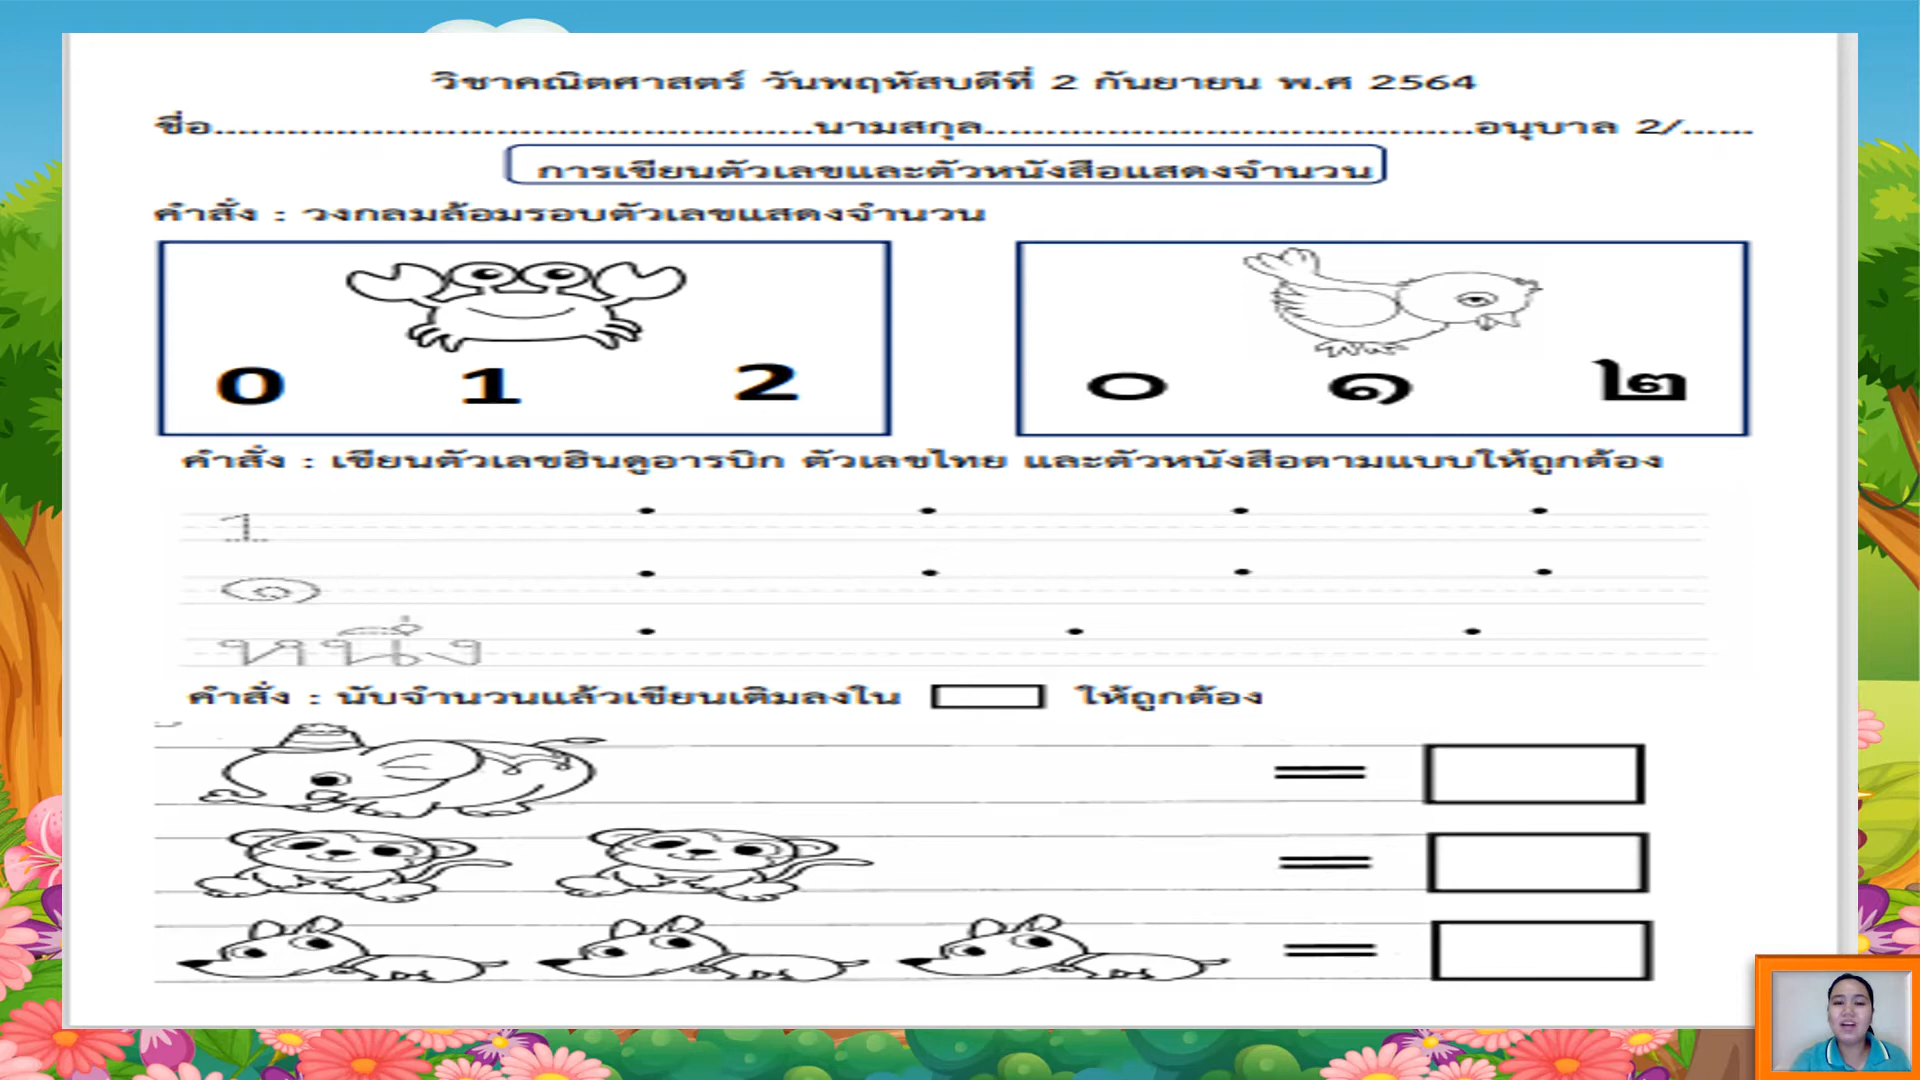 วิชาคณิตศาสตร์ วันพฤหัสบดีที่ 2 กันยายน พ.ศ 2564
ชื่อ..................................................นามสกุล.........................................อนุบาล 2/......
การเขียนตัวเลขและตัวหนังสือแสดงจำนวน
คำสั่ง : วงกลมล้อมรอบตัวเลขแสดงจำนวน
0 1 2
๐ ๑ ๒
คำสั่ง : เขียนตัวเลขฮินดูอารบิก ตัวเลขไทย และตัวหนังสือตามแบบให้ถูกต้อง
1
๑
หนึ่ง
คำสั่ง : นับจำนวนแล้วเขียนเติมลงใน ให้ถูกต้อง
=
=
=